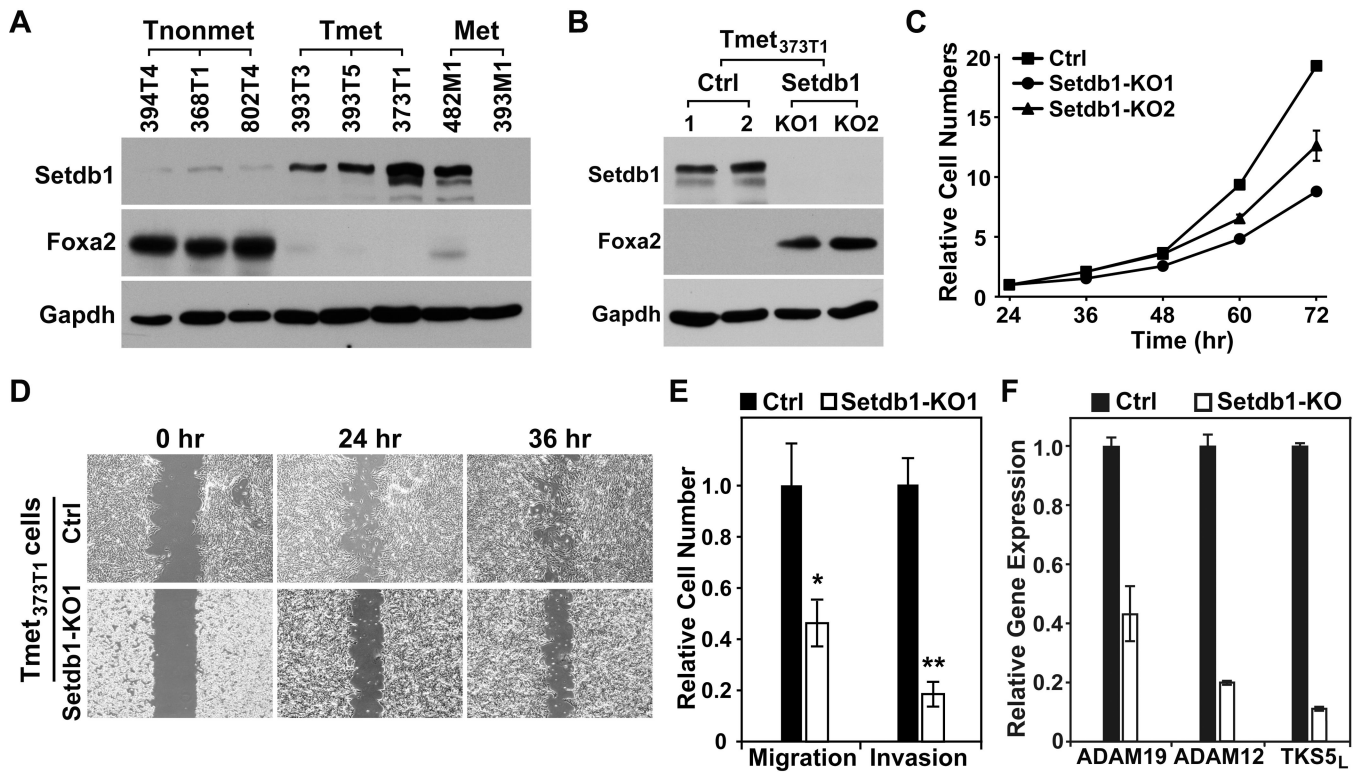 A
Tnonmet Tmet Met
394T4 368T1 802T4 393T3 393T5 373T1 482M1 393M1
Setdb1
Foxa2
Gapdh
B
Tmet373T1
Ctrl Setdb1
1 2 KO1 KO2
Setdb1
Foxa2
Gapdh
C
Relative Cell Numbers
20
15
10
5
0
Ctrl
Setdb1-KO1
Setdb1-KO2
24 36 48 60 72
Time (hr)
D
0 hr 24 hr 36 hr
Tmet373T1 cells
Ctrl
Setdb1-KO1
E
Ctrl Setdb1-KO1
Relative Cell Number
1.0
0.8
0.6
0.4
0.2
0
*
**
Migration Invasion
F
Ctrl Setdb1-KO
Relative Gene Expression
1.0
0.8
0.6
0.4
0.2
0
ADAM19 ADAM12 TKS5L